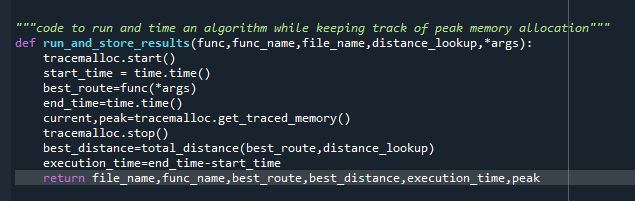 """code to run and time an algorithm while keeping track of peak memory allocation"""
def run_and_store_results(func,func_name,file_name,distance_lookup,*args):
    tracemalloc.start()
    start_time = time.time()
    best_route=func(*args)
    end_time=time.time()
    current,peak=tracemalloc.get_traced_memory()
    tracemalloc.stop()
    best_distance=total_distance(best_route,distance_lookup)
    execution_time=end_time-start_time
    return file_name,func_name,best_route,best_distance,execution_time,peak